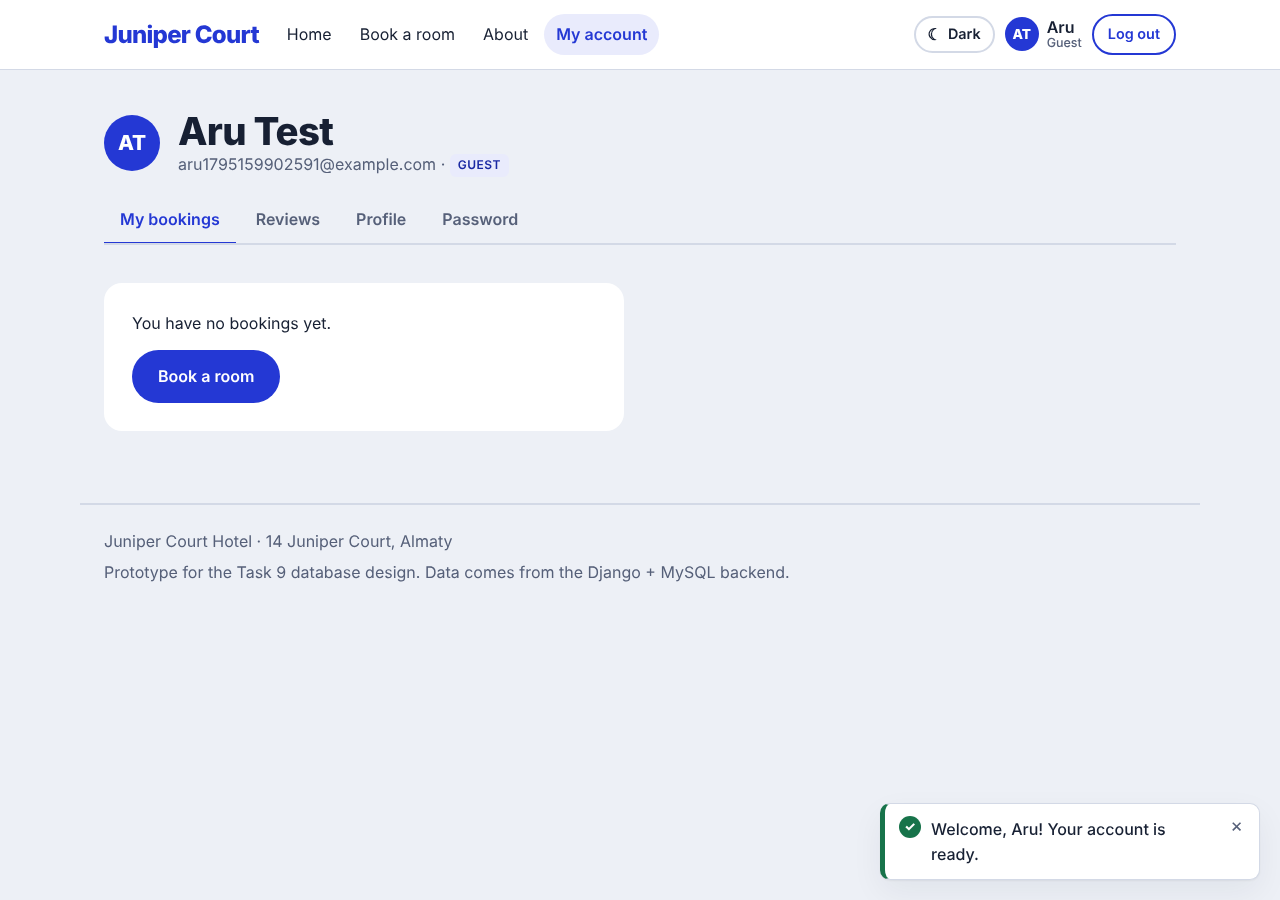 Juniper Court Home Book a room About My account Dark AT Aru Guest Log out
AT Aru Test
aru1795159902591@example.com · GUEST
My bookings Reviews Profile Password
You have no bookings yet.
Book a room
Juniper Court Hotel · 14 Juniper Court, Almaty
Prototype for the Task 9 database design. Data comes from the Django + MySQL backend.
Welcome, Aru! Your account is
ready.